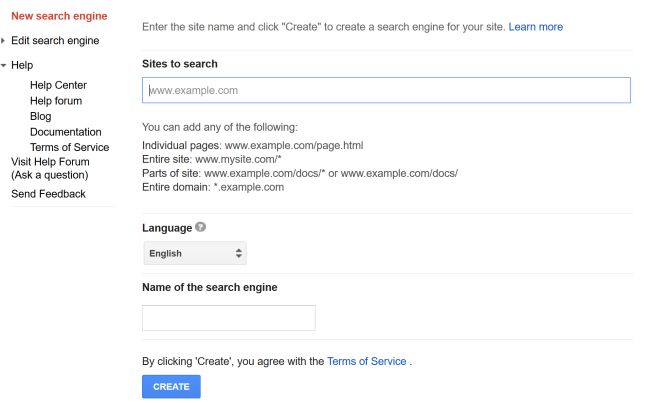 New search engine
Edit search engine
Help
Help Center
Help forum
Blog
Documentation
Terms of Service
Visit Help Forum
(Ask a question)
Send Feedback
Enter the site name and click "Create" to create a search engine for your site. Learn more
Sites to search
www.example.com
You can add any of the following:
Individual pages: www.example.com/page.html
Entire site: www.mysite.com/*
Parts of site: www.example.com/docs/* or www.example.com/docs/
Entire domain: *.example.com
Language ?
English
Name of the search engine
By clicking 'Create', you agree with the Terms of Service .
CREATE